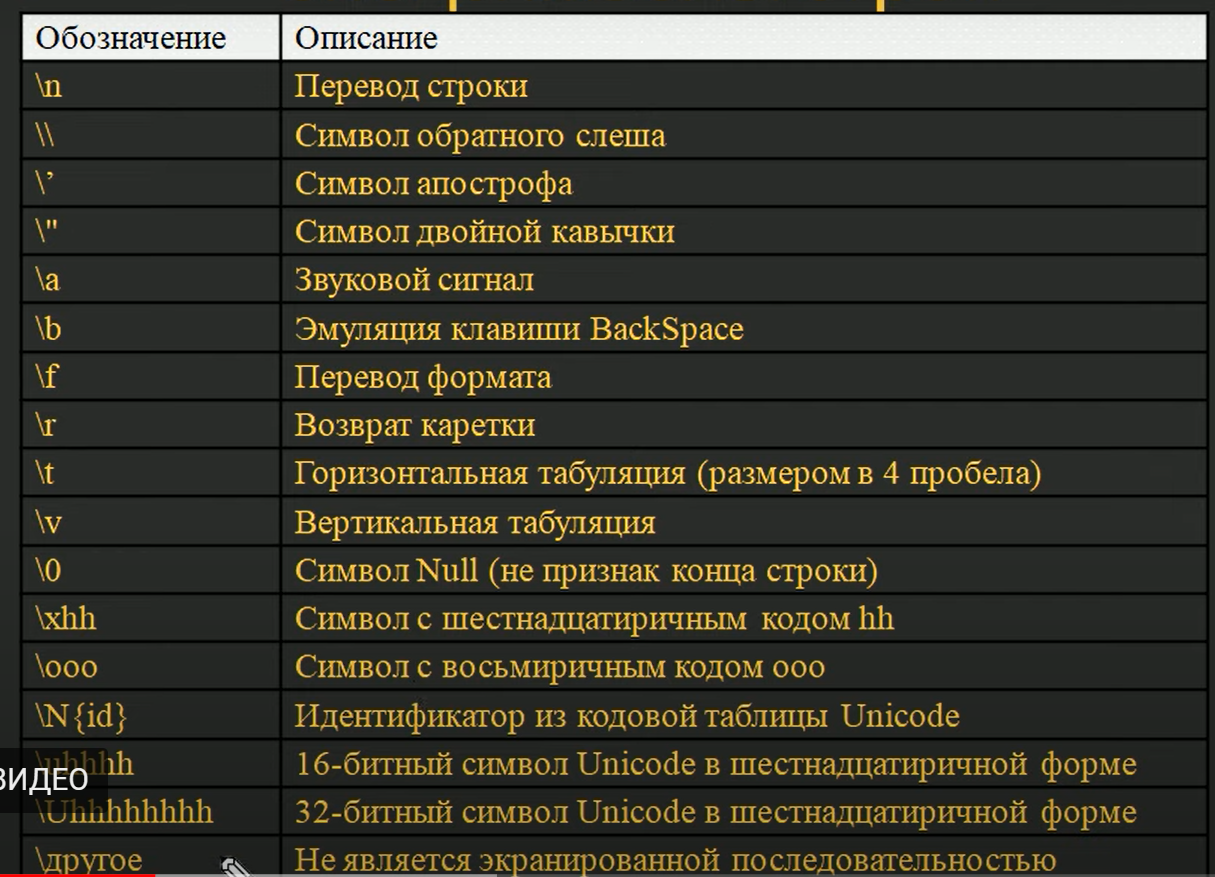 Обозначение Описание
\n Перевод строки
\\ Символ обратного слеша
\’ Символ апострофа
\" Символ двойной кавычки
\a Звуковой сигнал
\b Эмуляция клавиши BackSpace
\f Перевод формата
\r Возврат каретки
\t Горизонтальная табуляция (размером в 4 пробела)
\v Вертикальная табуляция
\0 Символ Null (не признак конца строки)
\xhh Символ с шестнадцатиричным кодом hh
\ooo Символ с восьмиричным кодом ooo
\N{id} Идентификатор из кодовой таблицы Unicode
\uhhhh 16-битный символ Unicode в шестнадцатиричной форме
ВИДЕО
\Uhhhhhhhh 32-битный символ Unicode в шестнадцатиричной форме
\другое Не является экранированной последовательностью